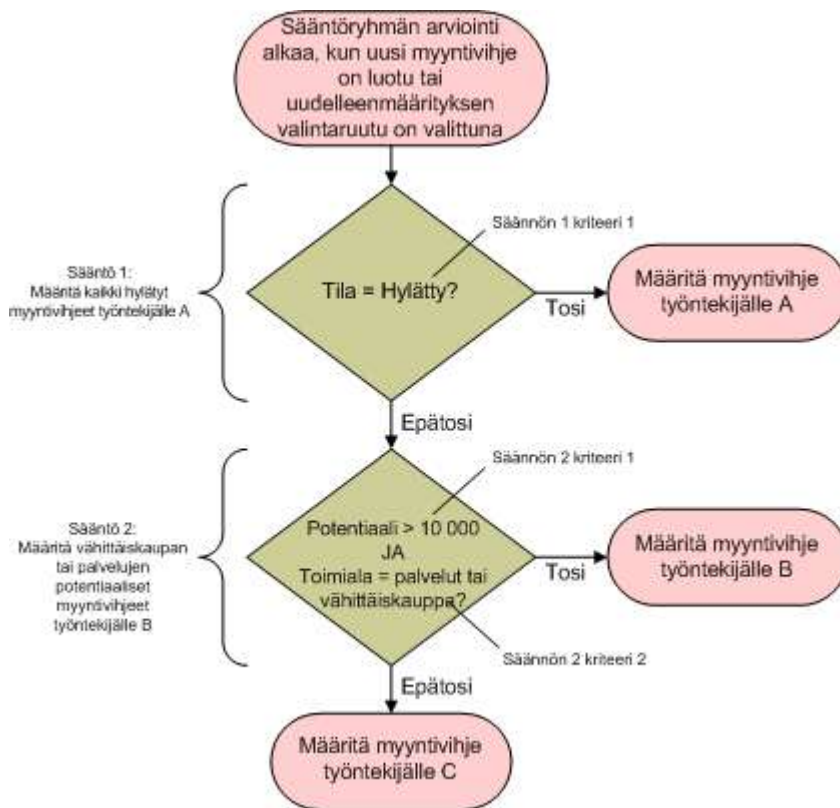 Sääntöryhmän arviointi
alkaa, kun uusi myyntivihje
on luotu tai
uudelleenmäärityksen
valintaruutu on valittuna
Säännön 1 kriteeri 1
Sääntö 1:
Määritä kaikki hylätyt
myyntivihjeet työntekijälle A
Tila = Hylätty?
Tosi
Määritä myyntivihje
työntekijälle A
Epätosi
Säännön 2 kriteeri 1
Sääntö 2:
Määritä vähittäiskaupan
tai palvelujen
potentiaaliset
myyntivihjeet
työntekijälle B
Potentiaali > 10 000
JA
Toimiala = palvelut tai
vähittäiskauppa?
Tosi
Määritä myyntivihje
työntekijälle B
Säännön 2 kriteeri 2
Epätosi
Määritä myyntivihje
työntekijälle C